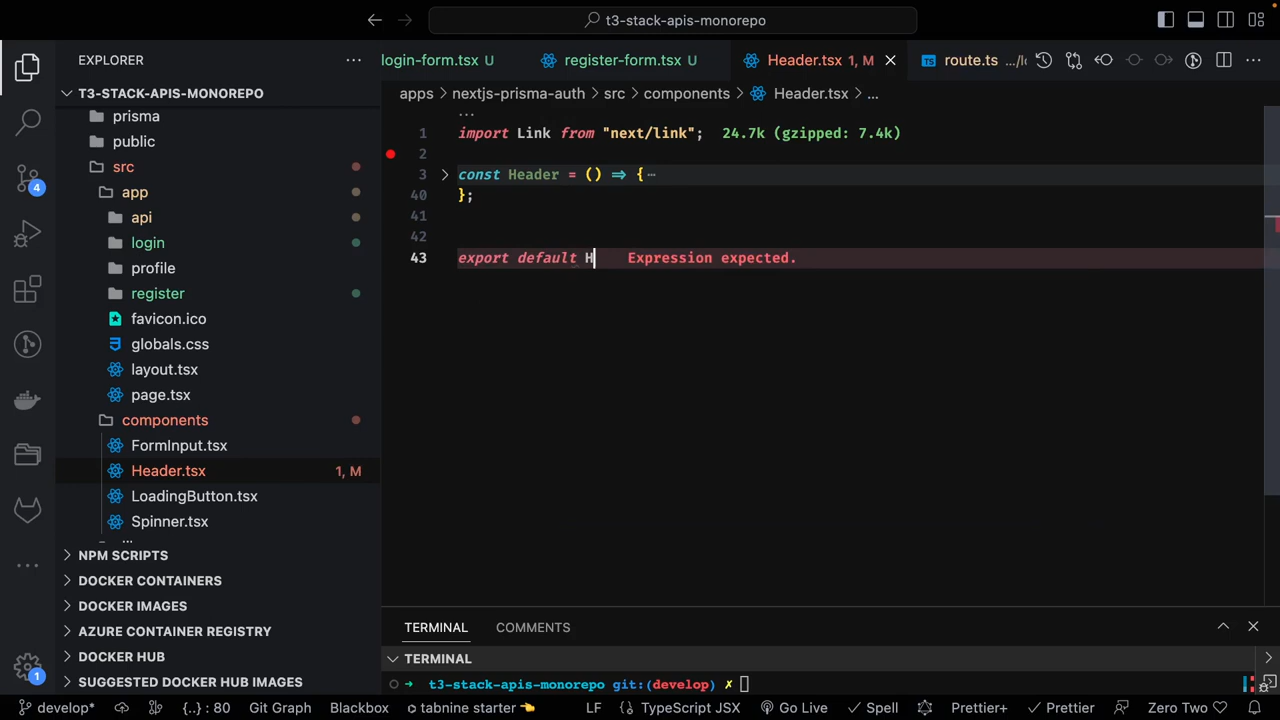 t3-stack-apis-monorepo
EXPLORER
login-form.tsx U
register-form.tsx U
Header.tsx 1, M
TS route.ts .../lo
T3-STACK-APIS-MONOREPO
apps > nextjs-prisma-auth > src > components > Header.tsx > ...
prisma
public
src
app
api
login
profile
register
favicon.ico
globals.css
layout.tsx
page.tsx
components
FormInput.tsx
Header.tsx 1, M
LoadingButton.tsx
Spinner.tsx
NPM SCRIPTS
DOCKER CONTAINERS
DOCKER IMAGES
AZURE CONTAINER REGISTRY
DOCKER HUB
SUGGESTED DOCKER HUB IMAGES
4
1
...
1 import Link from "next/link"; 24.7k (gzipped: 7.4k)
2
3 const Header = () => { ...
40 };
41
42
43 export default H Expression expected.
TERMINAL
COMMENTS
TERMINAL
→ t3-stack-apis-monorepo git:(develop) ✗
develop*
{..} : 80
Git Graph
Blackbox
tabnine starter 👈
LF
{} TypeScript JSX
Go Live
✓ Spell
Prettier+
✓ Prettier
Zero Two ♡